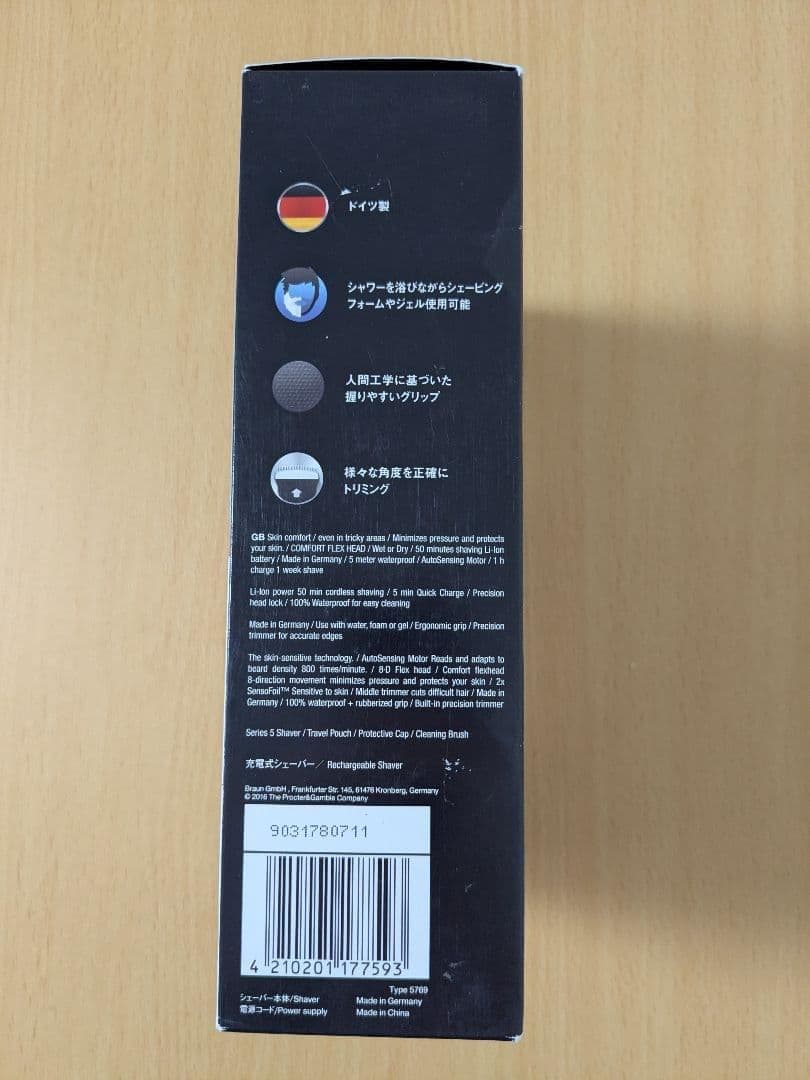 ドイツ製
シャワーを浴びながらシェービング
フォームやジェル使用可能
人間工学に基づいた
握りやすいグリップ
様々な角度を正確に
トリミング
GB Skin comfort / even in tricky areas / Minimizes pressure and protects
your skin. / COMFORT FLEX HEAD / Wet or Dry / 50 minutes shaving Li-Ion
battery / Made in Germany / 5 meter waterproof / AutoSensing Motor / 1 h
charge 1 week shave
Li-Ion power 50 min cordless shaving / 5 min Quick Charge / Precision
head lock / 100% Waterproof for easy cleaning
Made in Germany / Use with water, foam or gel / Ergonomic grip / Precision
trimmer for accurate edges
The skin-sensitive technology. / AutoSensing Motor Reads and adapts to
beard density 800 times/minute. / 8-D Flex head / Comfort flexhead
8-direction movement minimizes pressure and protects your skin / 2x
SensoFoil™ Sensitive to skin / Middle trimmer cuts difficult hair / Made in
Germany / 100% waterproof + rubberized grip / Built-in precision trimmer
Series 5 Shaver / Travel Pouch / Protective Cap / Cleaning Brush
充電式シェーバー／ Rechargeable Shaver
Braun GmbH , Frankfurter Str. 145, 61476 Kronberg, Germany
© 2016 The Procter&Gamble Company
9031780711
4 210201 177593
Type 5769
シェーバー本体/Shaver Made in Germany
電源コード/Power supply Made in China